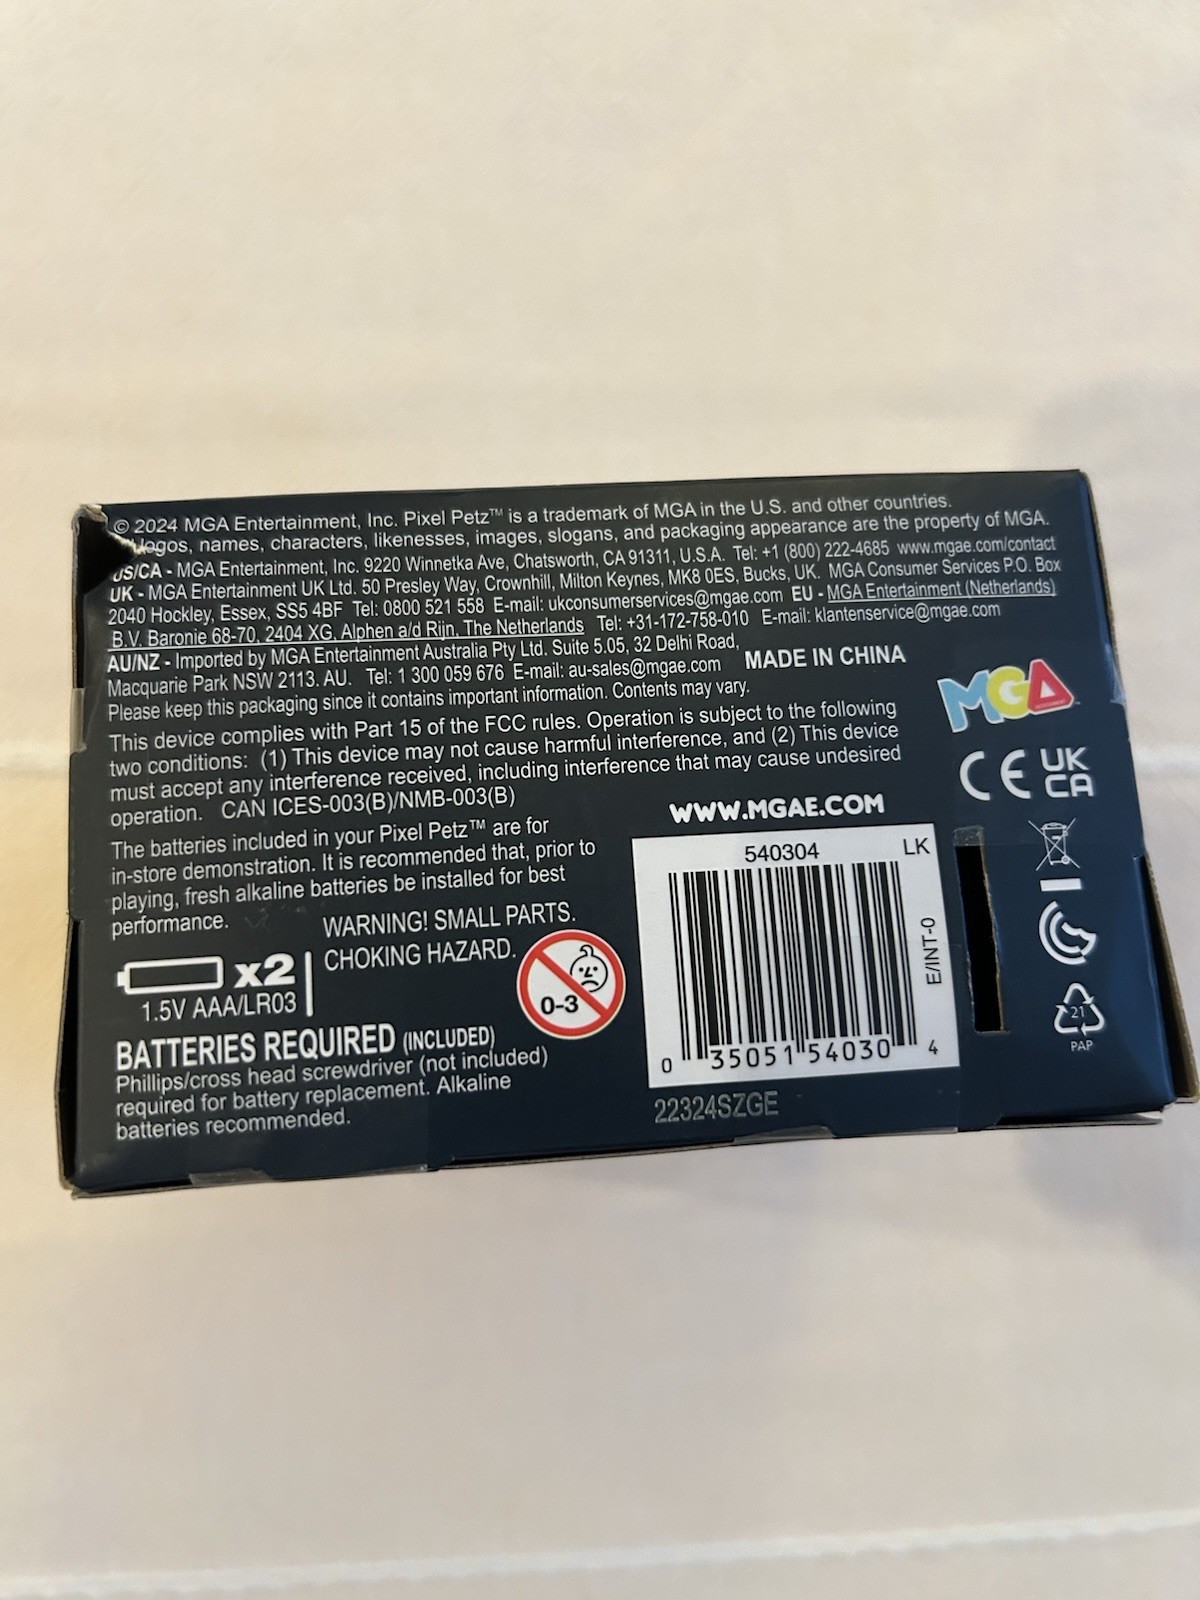 © 2024 MGA Entertainment, Inc. Pixel Petz™ is a trademark of MGA in the U.S. and other countries.
logos, names, characters, likenesses, images, slogans, and packaging appearance are the property of MGA.
US/CA - MGA Entertainment, Inc. 9220 Winnetka Ave, Chatsworth, CA 91311, U.S.A. Tel: +1 (800) 222-4685 www.mgae.com/contact
UK - MGA Entertainment UK Ltd. 50 Presley Way, Crownhill, Milton Keynes, MK8 0ES, Bucks, UK. MGA Consumer Services P.O. Box
2040 Hockley, Essex, SS5 4BF Tel: 0800 521 558 E-mail: ukconsumerservices@mgae.com EU - MGA Entertainment (Netherlands)
B.V. Baronie 68-70, 2404 XG, Alphen a/d Rijn, The Netherlands Tel: +31-172-758-010 E-mail: klantenservice@mgae.com
AU/NZ - Imported by MGA Entertainment Australia Pty Ltd. Suite 5.05, 32 Delhi Road,
Macquarie Park NSW 2113. AU. Tel: 1 300 059 676 E-mail: au-sales@mgae.com MADE IN CHINA
Please keep this packaging since it contains important information. Contents may vary.
This device complies with Part 15 of the FCC rules. Operation is subject to the following
two conditions: (1) This device may not cause harmful interference, and (2) This device
must accept any interference received, including interference that may cause undesired
operation. CAN ICES-003(B)/NMB-003(B)
The batteries included in your Pixel Petz™ are for
in-store demonstration. It is recommended that, prior to
playing, fresh alkaline batteries be installed for best
performance.
WARNING! SMALL PARTS.
CHOKING HAZARD.
0-3
x2
1.5V AAA/LR03
BATTERIES REQUIRED (INCLUDED)
Phillips/cross head screwdriver (not included)
required for battery replacement. Alkaline
batteries recommended.
WWW.MGAE.COM
540304 LK
E/INT-0
0 35051 54030 4
22324SZGE
MGA
CE UK
CA
21
PAP